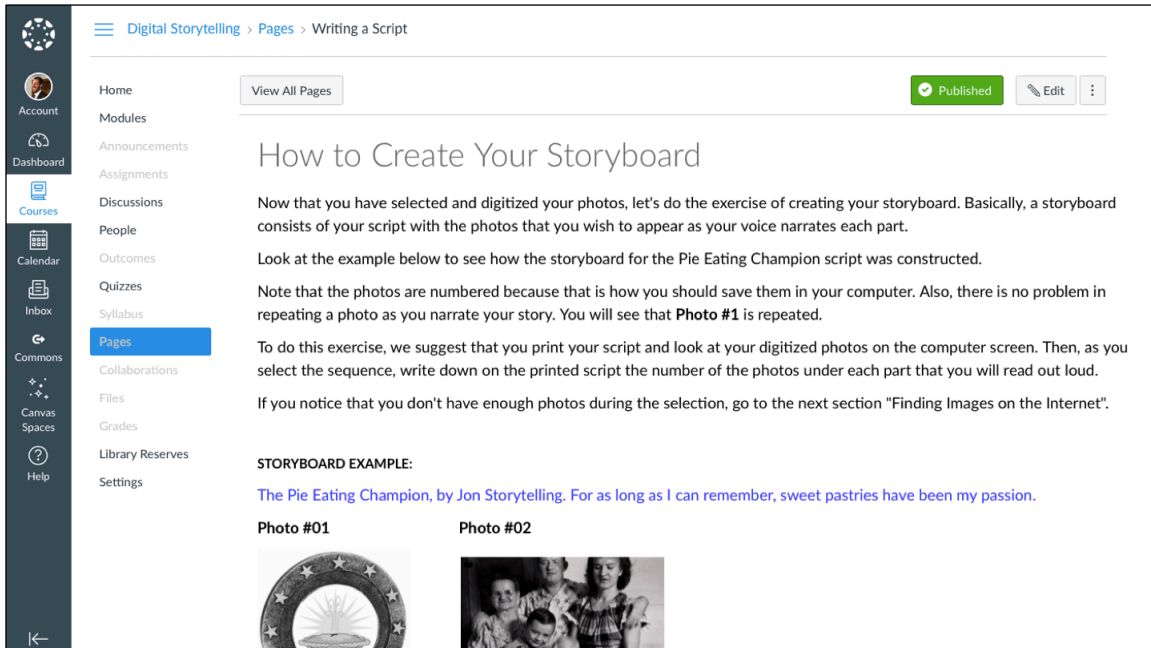 Digital Storytelling > Pages > Writing a Script
Account
Dashboard
Courses
Calendar
Inbox
Commons
Canvas
Spaces
Help
Home
Modules
Announcements
Assignments
Discussions
People
Outcomes
Quizzes
Syllabus
Pages
Collaborations
Files
Grades
Library Reserves
Settings
View All Pages
Published
Edit
How to Create Your Storyboard
Now that you have selected and digitized your photos, let's do the exercise of creating your storyboard. Basically, a storyboard
consists of your script with the photos that you wish to appear as your voice narrates each part.
Look at the example below to see how the storyboard for the Pie Eating Champion script was constructed.
Note that the photos are numbered because that is how you should save them in your computer. Also, there is no problem in
repeating a photo as you narrate your story. You will see that Photo #1 is repeated.
To do this exercise, we suggest that you print your script and look at your digitized photos on the computer screen. Then, as you
select the sequence, write down on the printed script the number of the photos under each part that you will read out loud.
If you notice that you don't have enough photos during the selection, go to the next section "Finding Images on the Internet".
STORYBOARD EXAMPLE:
The Pie Eating Champion, by Jon Storytelling. For as long as I can remember, sweet pastries have been my passion.
Photo #01
Photo #02